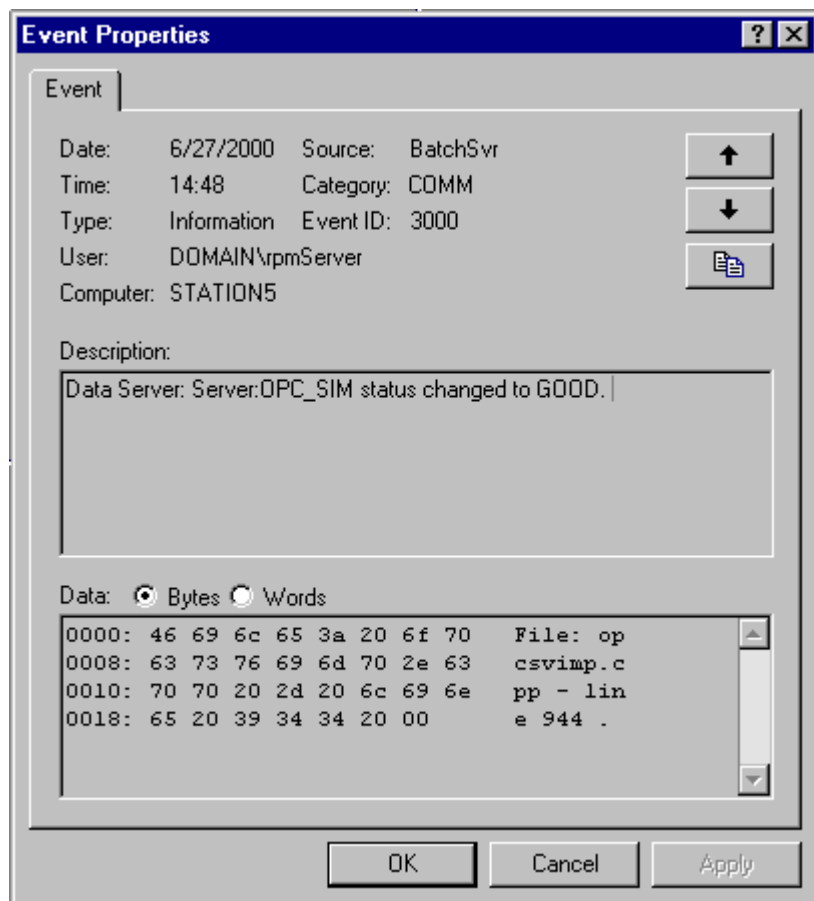 Event Properties
Event
Date: 6/27/2000 Source: BatchSvr
Time: 14:48 Category: COMM
Type: Information Event ID: 3000
User: DOMAIN\rpmServer
Computer: STATION5
Description:
Data Server: Server:OPC_SIM status changed to GOOD.
Data: Bytes Words
0000: 46 69 6c 65 3a 20 6f 70 File: op
0008: 63 73 76 69 6d 70 2e 63 csvimp.c
0010: 70 70 20 2d 20 6c 69 6e pp - lin
0018: 65 20 39 34 34 20 00 e 944 .
OK Cancel Apply